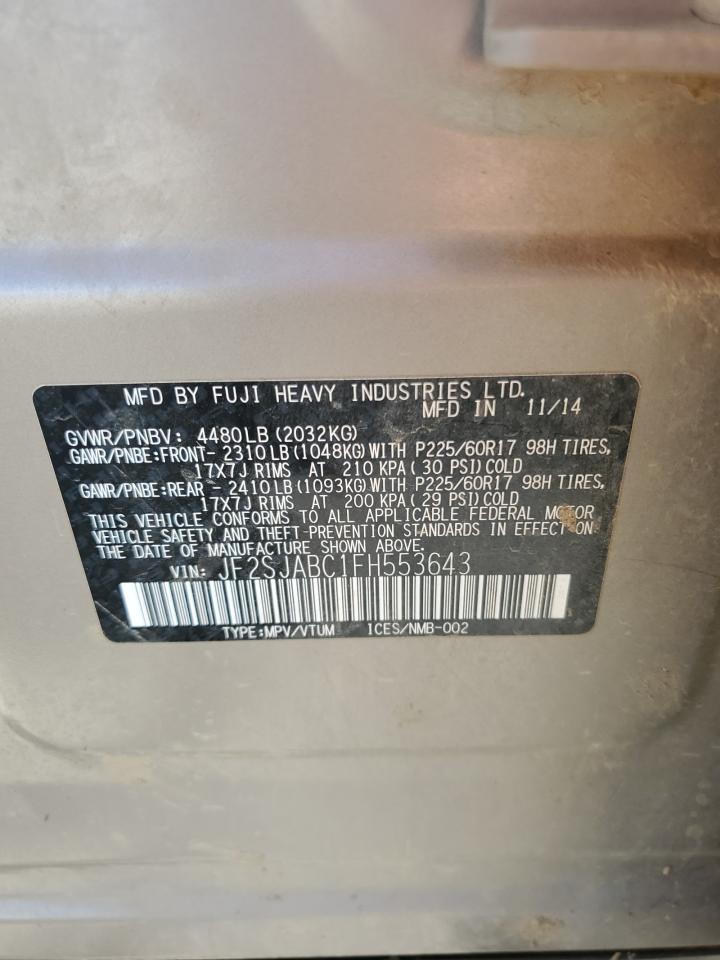 MFD BY FUJI HEAVY INDUSTRIES LTD.
MFD IN 11/14
GVWR/PNBV: 4480LB (2032KG)
GAWR/PNBE:FRONT- 2310LB (1048KG)WITH P225/60R17 98H TIRES,
17X7J RIMS AT 210 KPA ( 30 PSI) COLD
GAWR/PNBE:REAR - 2410LB (1093KG)WITH P225/60R17 98H TIRES,
17X7J RIMS AT 200 KPA (29 PSI) COLD
THIS VEHICLE CONFORMS TO ALL APPLICABLE FEDERAL MOTOR
VEHICLE SAFETY AND THEFT-PREVENTION STANDARDS IN EFFECT ON
THE DATE OF MANUFACTURE SHOWN ABOVE.
VIN: JF2SJABC1FH553643
TYPE:MPV/VTUM ICES/NMB-002